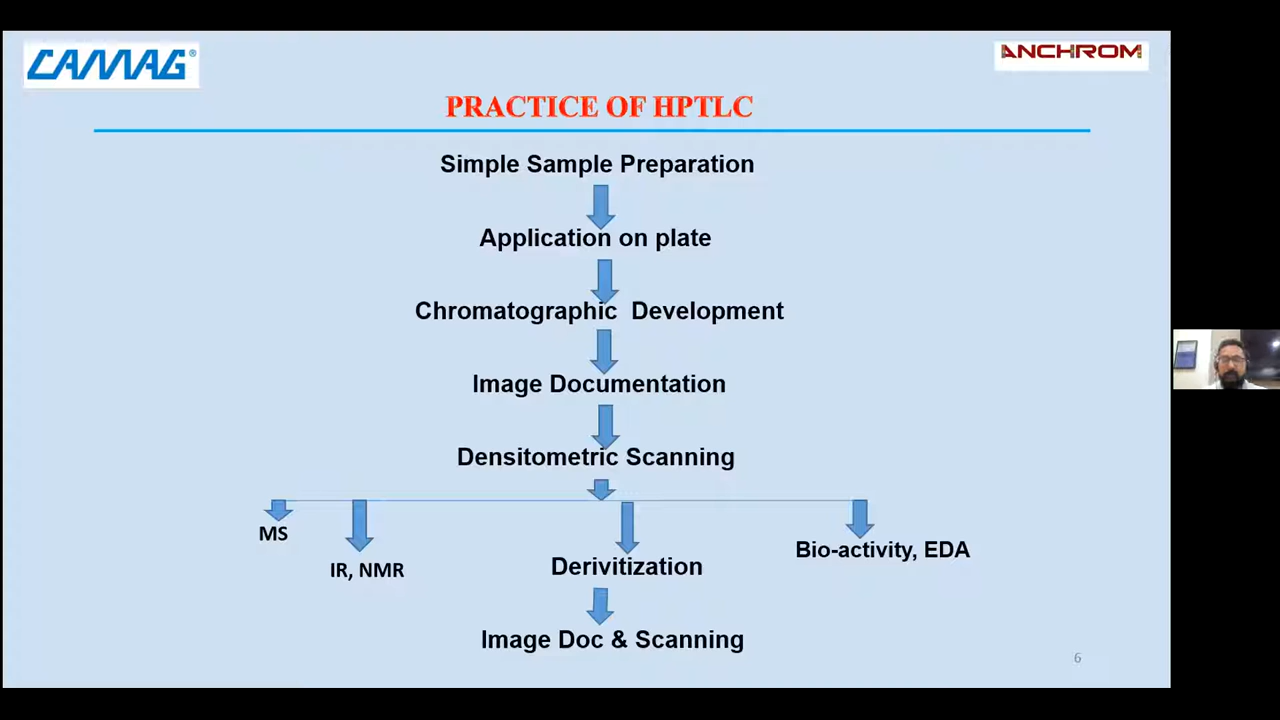 CAMAG®
ANCHROM
PRACTICE OF HPTLC
Simple Sample Preparation
Application on plate
Chromatographic Development
Image Documentation
Densitometric Scanning
MS
IR, NMR
Derivitization
Bio-activity, EDA
Image Doc & Scanning
6